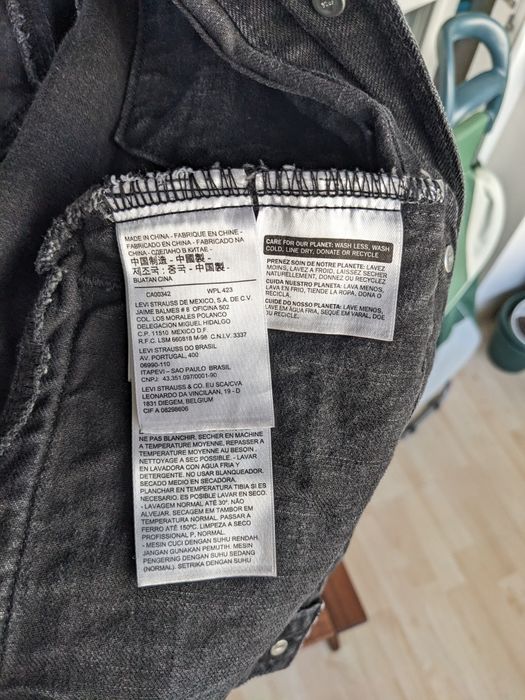 MADE IN CHINA - FABRIQUE EN CHINE -
FABRICADO EN CHINA - FABRICADO NA
CHINA - СДЕЛАНО В КИТАЕ -
中国制造 - 中國製 -
제조국: 중국 - 中国製 -
BUATAN CINA
CA00342 WPL 423
LEVI STRAUSS DE MEXICO, S.A. DE C.V.
JAIME BALMES # 8 OFICINA 502
COL. LOS MORALES POLANCO
DELEGACION MIGUEL HIDALGO
C.P. 11510 MEXICO D.F.
R.F.C. LSM 660818 M-98 C.N.I.V. 3337
LEVI STRAUSS DO BRASIL
AV. PORTUGAL, 400
06990-110
ITAPEVI – SAO PAULO BRASIL
CNPJ: 43.351.097/0001-90
LEVI STRAUSS & CO. EU SCA/CVA
LEONARDO DA VINCILAAN, 19 - D
1831 DIEGEM, BELGIUM
CIF A 08298606
CARE FOR OUR PLANET: WASH LESS, WASH
COLD, LINE DRY, DONATE OR RECYCLE
PRENEZ SOIN DE NOTRE PLANETE: LAVEZ
MOINS, LAVEZ A FROID, LAISSEZ SECHER
NATURELLEMENT, DONNEZ OU RECYCLEZ
CUIDA NUESTRO PLANETA: LAVA MENOS,
LAVA EN FRIO, TIENDE LA ROPA, DONA O
RECICLA.
CUIDE DO NOSSO PLANETA: LAVE MENOS,
LAVE EM ÁGUA FRIA, SEQUE EM VARAL, DOE
OU RECICLE.
NE PAS BLANCHIR. SECHER EN MACHINE
A TEMPERATURE MOYENNE. REPASSER A
TEMPERATURE MOYENNE AU BESOIN.
NETTOYAGE A SEC POSSIBLE. - LAVAR
EN LAVADORA CON AGUA FRIA Y
DETERGENTE. NO USAR BLANQUEADOR.
SECADO MEDIO EN SECADORA.
PLANCHAR EN TEMPERATURA TIBIA SI ES
NECESARIO. ES POSIBLE LAVAR EN SECO.
- LAVAGEM NORMAL ATÉ 30º. NÃO
ALVEJAR. SECAGEM EM TAMBOR EM
TEMPERATURA NORMAL. PASSAR A
FERRO ATÉ 150ºC. LIMPEZA A SECO
PROFISSIONAL P, NORMAL.
- MESIN CUCI DENGAN SUHU RENDAH.
JANGAN GUNAKAN PEMUTIH. MESIN
PENGERING DENGAN SUHU SEDANG
(NORMAL). SETRIKA DENGAN SUHU